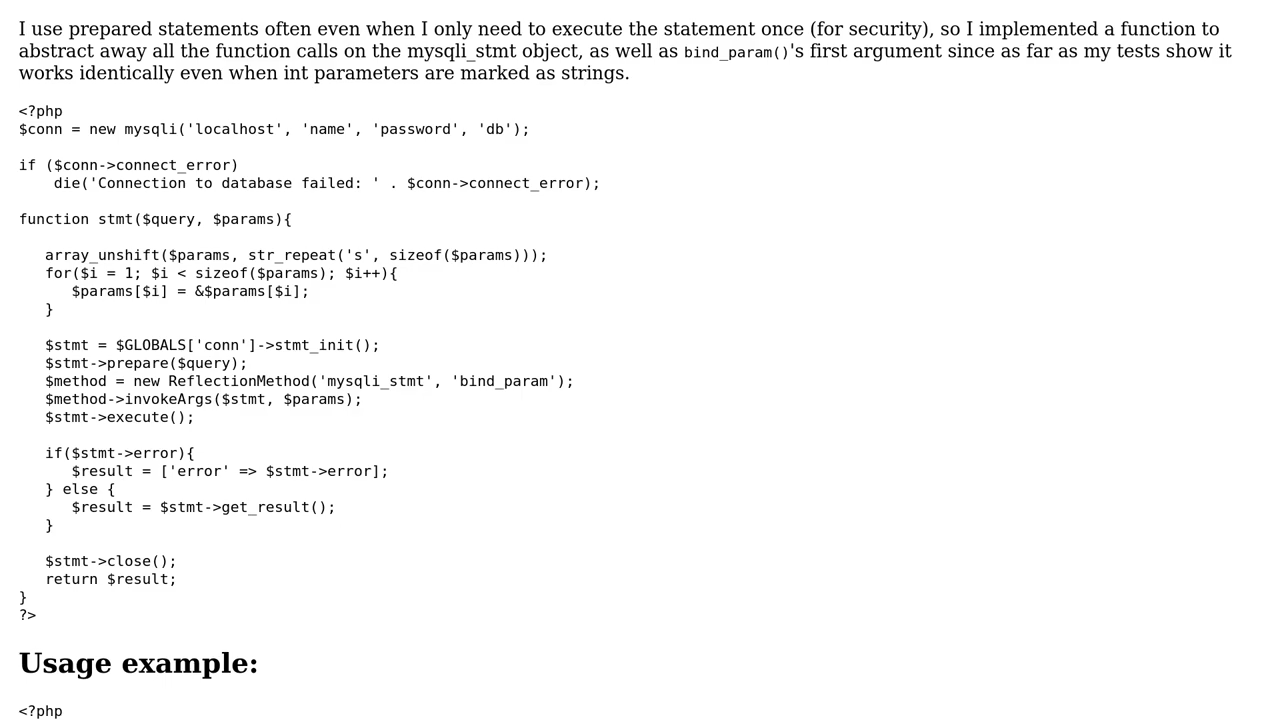 I use prepared statements often even when I only need to execute the statement once (for security), so I implemented a function to
abstract away all the function calls on the mysqli_stmt object, as well as bind_param()'s first argument since as far as my tests show it
works identically even when int parameters are marked as strings.
<?php
$conn = new mysqli('localhost', 'name', 'password', 'db');
if ($conn->connect_error)
    die('Connection to database failed: ' . $conn->connect_error);
function stmt($query, $params){
   array_unshift($params, str_repeat('s', sizeof($params)));
   for($i = 1; $i < sizeof($params); $i++){
      $params[$i] = &$params[$i];
   }
   $stmt = $GLOBALS['conn']->stmt_init();
   $stmt->prepare($query);
   $method = new ReflectionMethod('mysqli_stmt', 'bind_param');
   $method->invokeArgs($stmt, $params);
   $stmt->execute();
   if($stmt->error){
      $result = ['error' => $stmt->error];
   } else {
      $result = $stmt->get_result();
   }
   $stmt->close();
   return $result;
}
?>
Usage example:
<?php